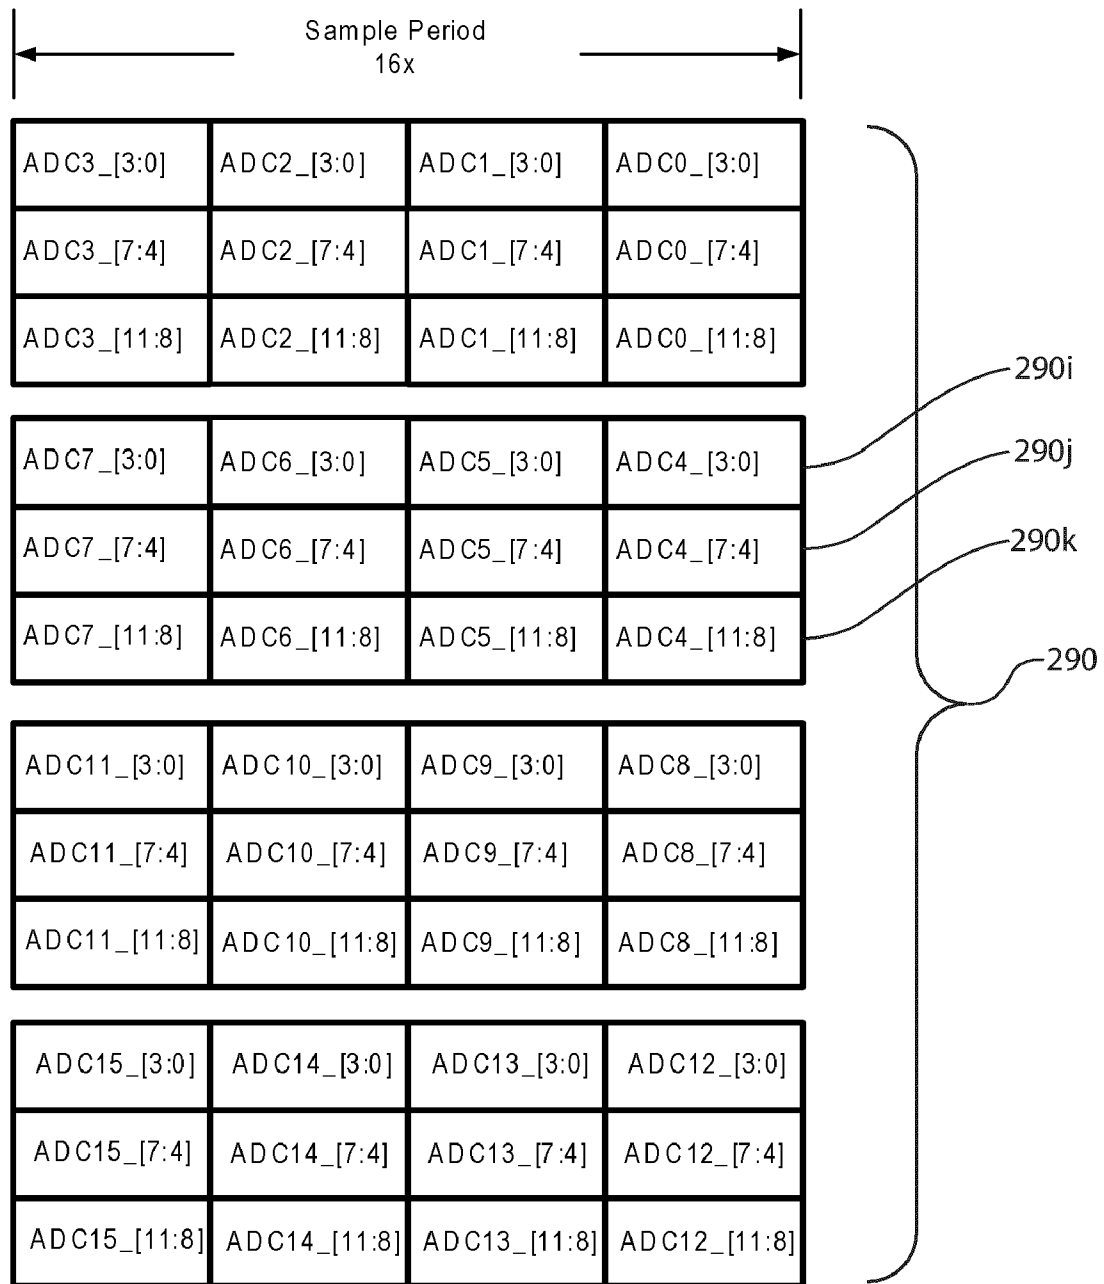 Sample Period
16x
ADC3_[3:0] ADC2_[3:0] ADC1_[3:0] ADC0_[3:0]
ADC3_[7:4] ADC2_[7:4] ADC1_[7:4] ADC0_[7:4]
ADC3_[11:8] ADC2_[11:8] ADC1_[11:8] ADC0_[11:8]
290i
ADC7_[3:0] ADC6_[3:0] ADC5_[3:0] ADC4_[3:0]
290j
ADC7_[7:4] ADC6_[7:4] ADC5_[7:4] ADC4_[7:4]
290k
ADC7_[11:8] ADC6_[11:8] ADC5_[11:8] ADC4_[11:8]
290
ADC11_[3:0] ADC10_[3:0] ADC9_[3:0] ADC8_[3:0]
ADC11_[7:4] ADC10_[7:4] ADC9_[7:4] ADC8_[7:4]
ADC11_[11:8] ADC10_[11:8] ADC9_[11:8] ADC8_[11:8]
ADC15_[3:0] ADC14_[3:0] ADC13_[3:0] ADC12_[3:0]
ADC15_[7:4] ADC14_[7:4] ADC13_[7:4] ADC12_[7:4]
ADC15_[11:8] ADC14_[11:8] ADC13_[11:8] ADC12_[11:8]